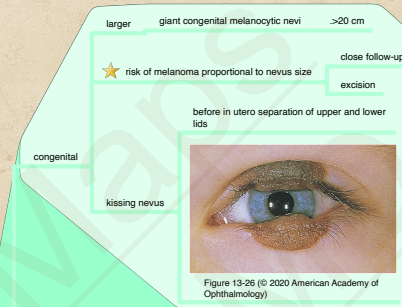 larger
giant congenital melanocytic nevi .>20 cm
close follow-up
risk of melanoma proportional to nevus size
excision
before in utero separation of upper and lower
lids
congenital
kissing nevus
Figure 13-26 (© 2020 American Academy of
Ophthalmology)
Maps